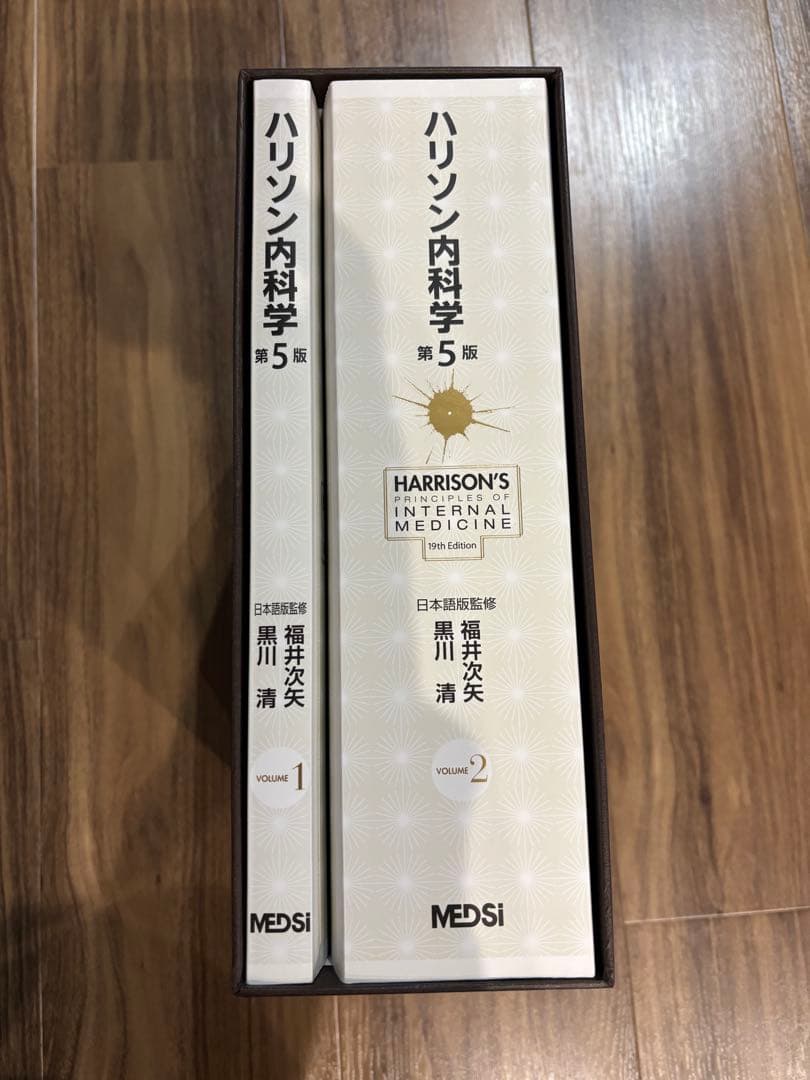 ハリソン内科学
第5版
日本語版監修
福井次矢
黒川 清
VOLUME 1
MEDSi
ハリソン内科学
第5版
HARRISON'S
PRINCIPLES OF
INTERNAL
MEDICINE
19th Edition
日本語版監修
福井次矢
黒川 清
VOLUME 2
MEDSi